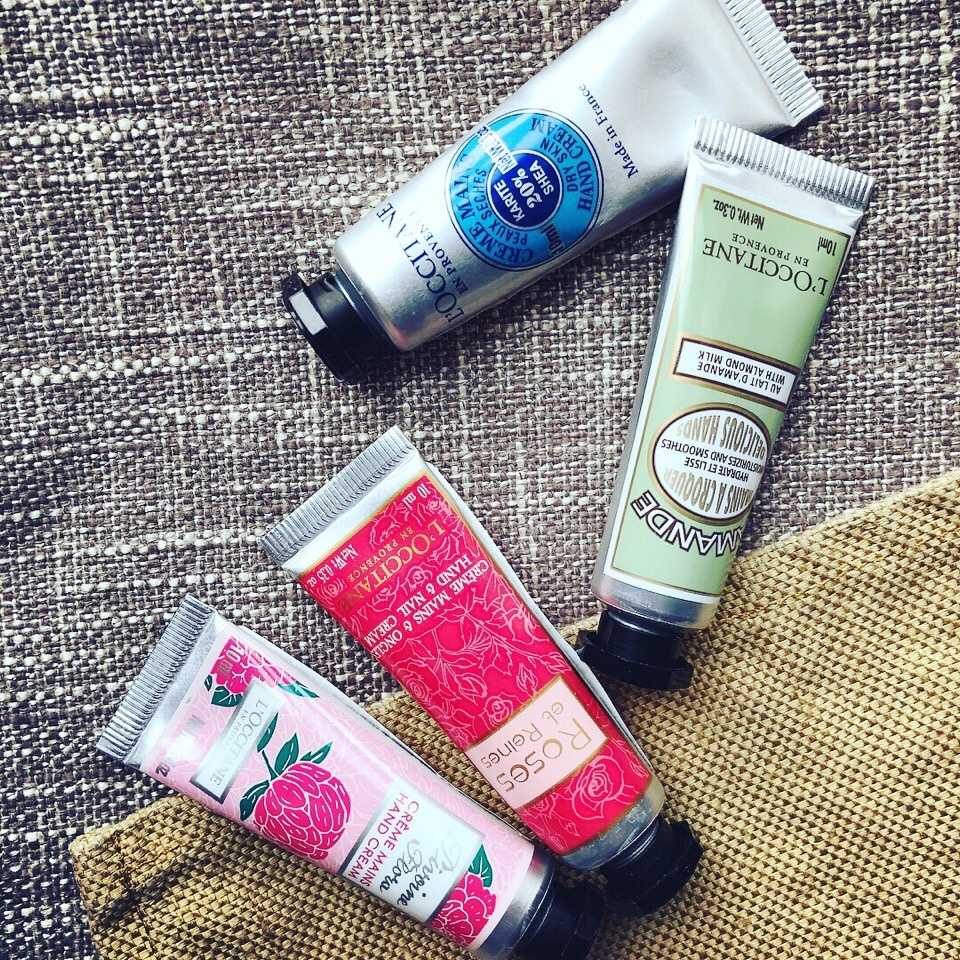 L'OCCITANE
EN PROVENCE
CRÈME MAINS
PEAUX SÈCHES
KARITE
20%
SHEA
DRY SKIN
HAND CREAM
Made in France
10ml
Net Wt. 0.3oz.
L'OCCITANE
EN PROVENCE
AU LAIT D'AMANDE
WITH ALMOND MILK
MAINS À CROQUER
HYDRATE ET LISSE
MOISTURIZES AND SMOOTHES
DELICIOUS HANDS
10 ml
Net Wt. 0.35 oz
L'OCCITANE
EN PROVENCE
CRÈME MAINS &
HAND & NAIL CREAM
Roses
et Reines
L'OCCITANE
Pivoine
Flora
CRÈME MAINS
HAND CREAM